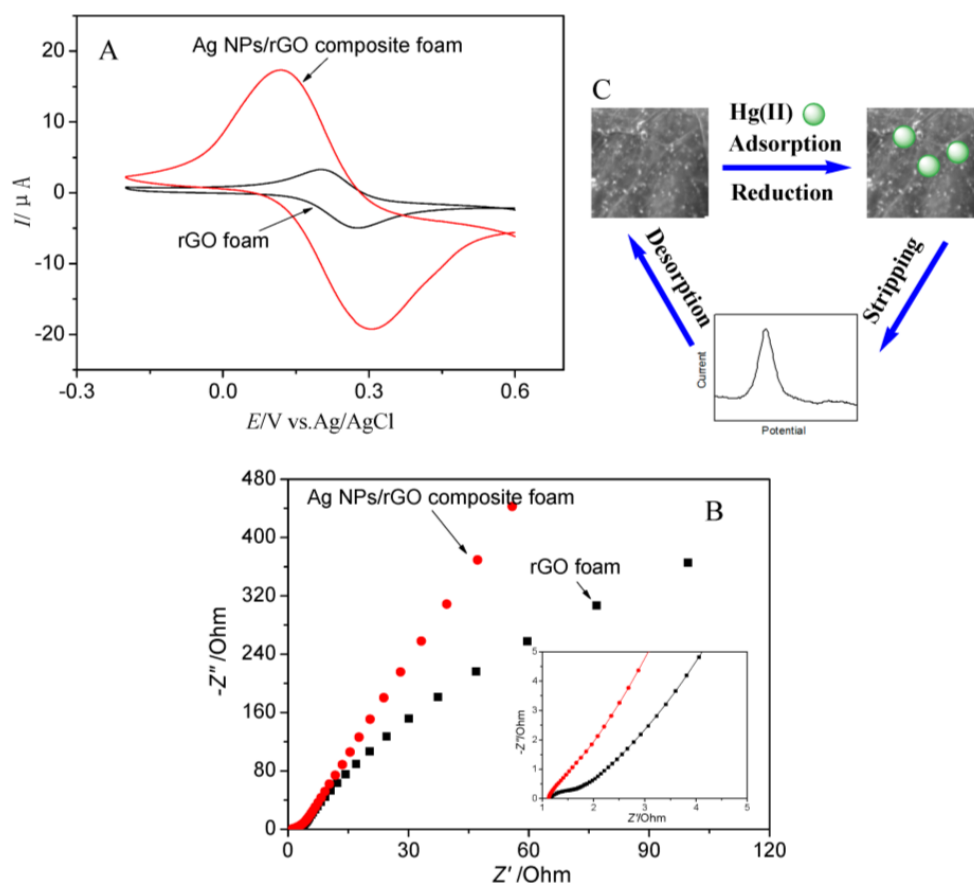 A
Ag NPs/rGO composite foam
rGO foam
20
10
0
-10
-20
I/ μ A
-0.3
0.0
0.3
0.6
E/V vs.Ag/AgCl
C
Hg(II)
Adsorption
Reduction
Desorption
Stripping
Current
Potential
B
Ag NPs/rGO composite foam
rGO foam
480
400
320
240
160
80
0
-Z″ /Ohm
0
30
60
90
120
Z′ /Ohm
5
4
3
2
1
0
-Z″/Ohm
1
2
3
4
5
Z′/Ohm